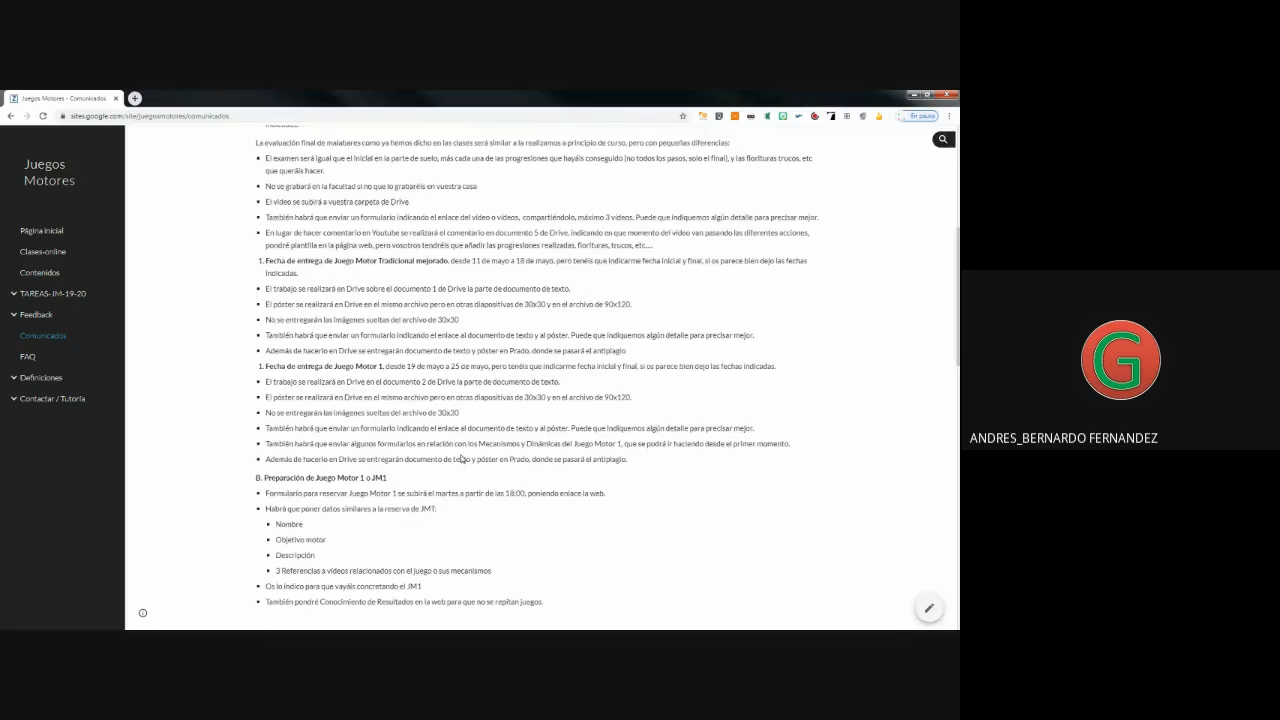 Juegos Motores - Comunicados
sites.google.com/site/juegosmotores/comunicados
En pausa
Juegos
Motores
Página inicial
Clases-online
Contenidos
TAREAS-JM-19-20
Feedback
Comunicados
FAQ
Definiciones
Contactar / Tutoría
La evaluación final de malabares como ya hemos dicho en las clases será similar a la realizamos a principio de curso, pero con pequeñas diferencias:
El examen será igual que el inicial en la parte de suelo, más cada una de las progresiones que hayáis conseguido (no todos los pasos, solo el final), y las florituras trucos, etc
que queráis hacer.
No se grabará en la facultad si no que lo grabaréis en vuestra casa
El vídeo se subirá a vuestra carpeta de Drive
También habrá que enviar un formulario indicando el enlace del vídeo o vídeos, compartiéndolo, máximo 3 vídeos. Puede que indiquemos algún detalle para precisar mejor.
En lugar de hacer comentario en Youtube se realizará el comentario en documento 5 de Drive, indicando en que momento del vídeo van pasando las diferentes acciones,
pondré plantilla en la página web, pero vosotros tendréis que añadir las progresiones realizadas, florituras, trucos, etc....
1. Fecha de entrega de Juego Motor Tradicional mejorado, desde 11 de mayo a 18 de mayo, pero tenéis que indicarme fecha inicial y final, si os parece bien dejo las fechas
indicadas.
El trabajo se realizará en Drive sobre el documento 1 de Drive la parte de documento de texto.
El póster se realizará en Drive en el mismo archivo pero en otras diapositivas de 30x30 y en el archivo de 90x120.
No se entregarán las imágenes sueltas del archivo de 30x30
También habrá que enviar un formulario indicando el enlace al documento de texto y al póster. Puede que indiquemos algún detalle para precisar mejor.
Además de hacerlo en Drive se entregarán documento de texto y póster en Prado, donde se pasará el antiplagio
1. Fecha de entrega de Juego Motor 1, desde 19 de mayo a 25 de mayo, pero tenéis que indicarme fecha inicial y final, si os parece bien dejo las fechas indicadas.
El trabajo se realizará en Drive en el documento 2 de Drive la parte de documento de texto.
El póster se realizará en Drive en el mismo archivo pero en otras diapositivas de 30x30 y en el archivo de 90x120.
No se entregarán las imágenes sueltas del archivo de 30x30
También habrá que enviar un formulario indicando el enlace al documento de texto y al póster. Puede que indiquemos algún detalle para precisar mejor.
También habrá que enviar algunos formularios en relación con los Mecanismos y Dinámicas del Juego Motor 1, que se podrá ir haciendo desde el primer momento.
Además de hacerlo en Drive se entregarán documento de texto y póster en Prado, donde se pasará el antiplagio.
B. Preparación de Juego Motor 1 o JM1
Formulario para reservar Juego Motor 1 se subirá el martes a partir de las 18:00, poniendo enlace la web.
Habrá que poner datos similares a la reserva de JMT:
Nombre
Objetivo motor
Descripción
3 Referencias a vídeos relacionados con el juego o sus mecanismos
Os lo indico para que vayáis concretando el JM1
También pondré Conocimiento de Resultados en la web para que no se repitan juegos.
G
ANDRES_BERNARDO FERNANDEZ